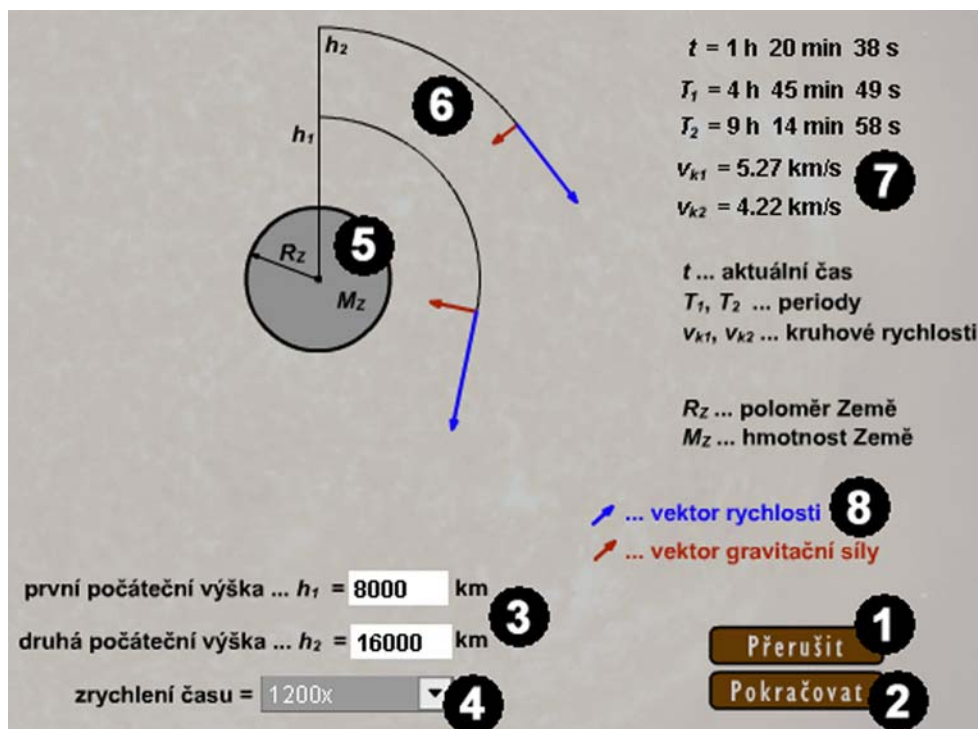 h₂
h₁
6
5
R_Z
M_Z
t = 1 h 20 min 38 s
T₁ = 4 h 45 min 49 s
T₂ = 9 h 14 min 58 s
v_k1 = 5.27 km/s
7
v_k2 = 4.22 km/s
t ... aktuální čas
T₁, T₂ ... periody
v_k1, v_k2 ... kruhové rychlosti
R_Z ... poloměr Země
M_Z ... hmotnost Země
... vektor rychlosti 8
... vektor gravitační síly
první počáteční výška ... h₁ = 8000 km
3
druhá počáteční výška ... h₂ = 16000 km
zrychlení času = 1200x 4
Přerušit 1
Pokračovat 2